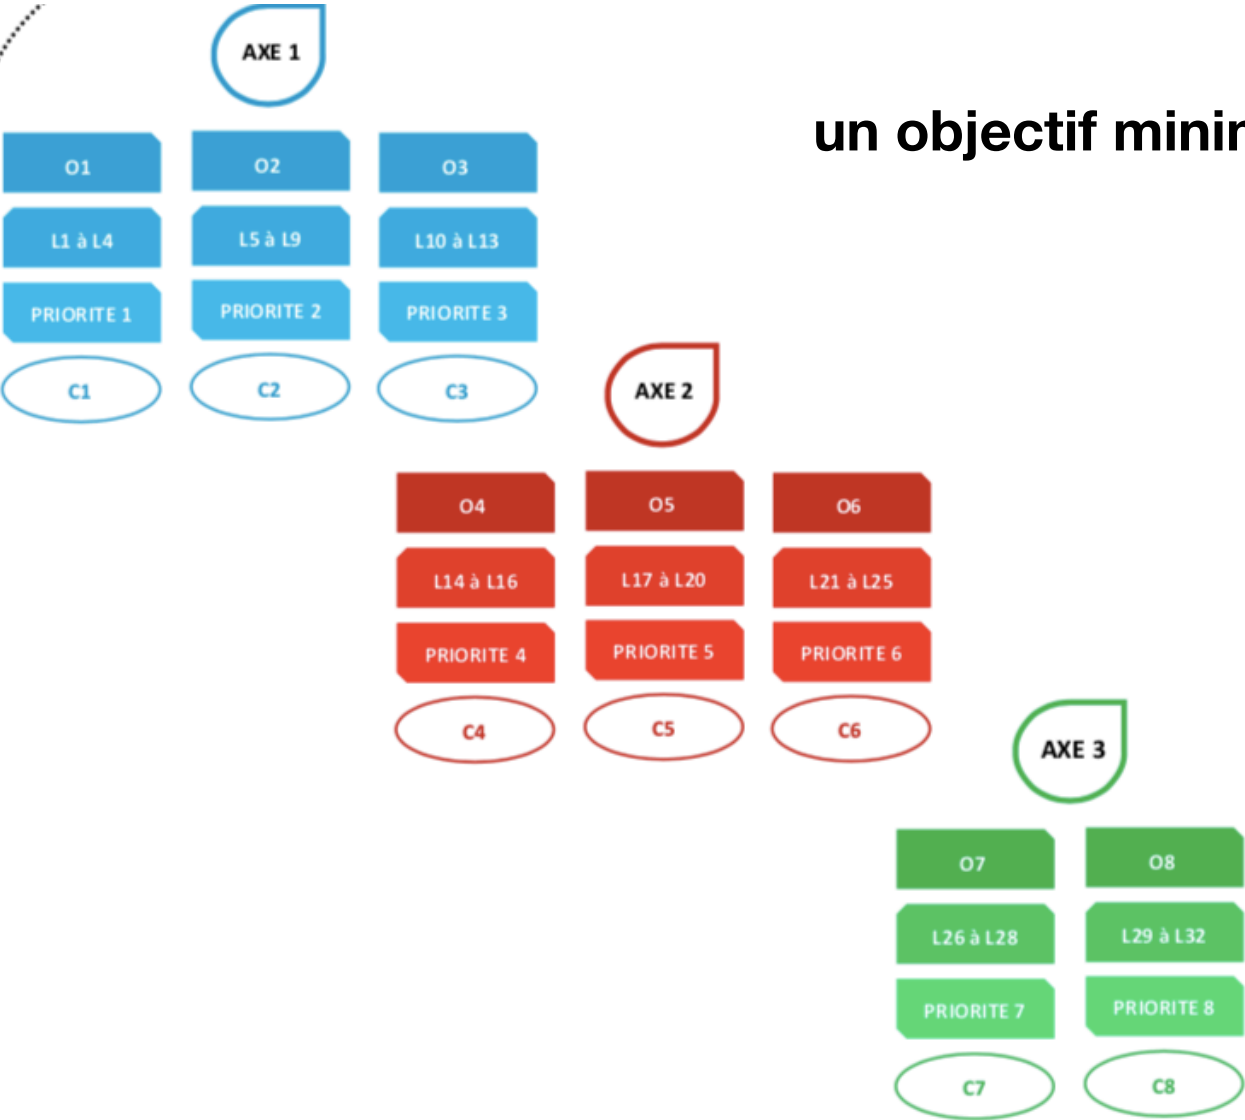 AXE 1
un objectif
O1 O2 O3
L1 à L4 L5 à L9 L10 à L13
PRIORITE 1 PRIORITE 2 PRIORITE 3
C1 C2 C3
AXE 2
O4 O5 O6
L14 à L16 L17 à L20 L21 à L25
PRIORITE 4 PRIORITE 5 PRIORITE 6
C4 C5 C6
AXE 3
O7 O8
L26 à L28 L29 à L32
PRIORITE 7 PRIORITE 8
C7 C8